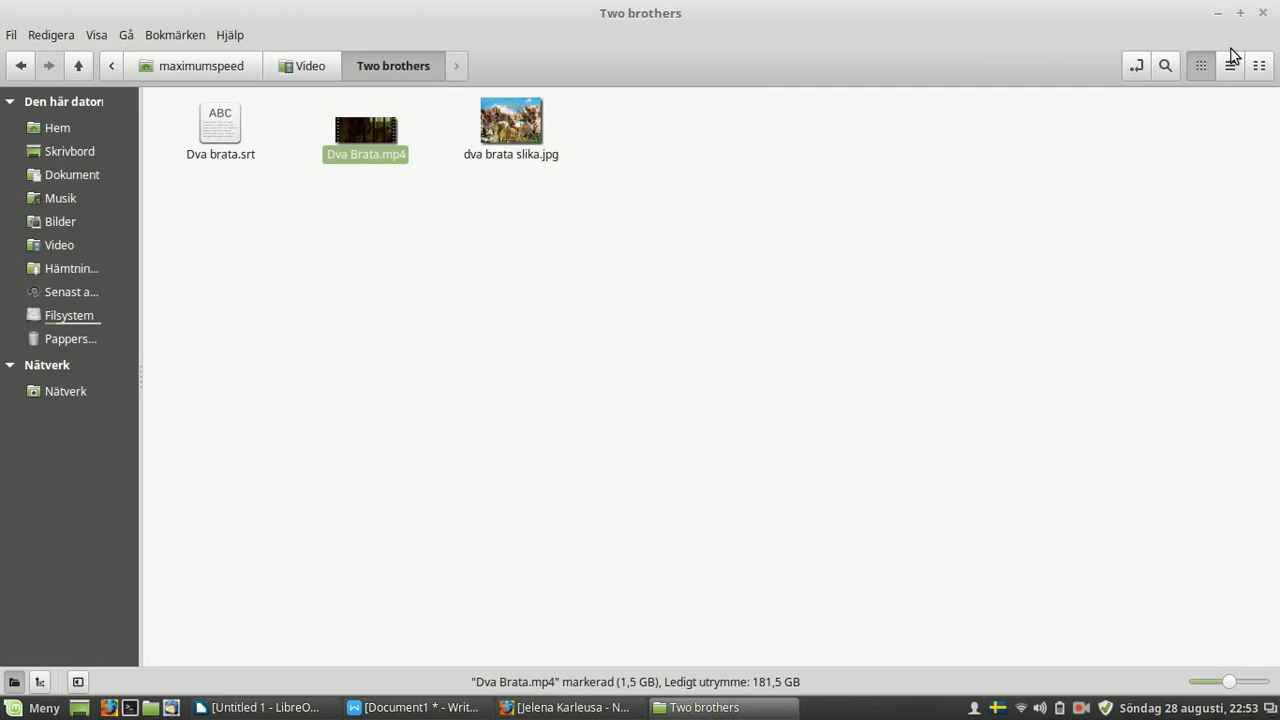 Two brothers
Fil Redigera Visa Gå Bokmärken Hjälp
maximumspeed Video Two brothers
Den här datorn
Hem
Skrivbord
Dokument
Musik
Bilder
Video
Hämtnin...
Senast a...
Filsystem
Pappers...
Nätverk
Nätverk
ABC
Dva brata.srt
Dva Brata.mp4
dva brata slika.jpg
"Dva Brata.mp4" markerad (1,5 GB), Ledigt utrymme: 181,5 GB
Meny [Untitled 1 - LibreO... [Document1 * - Writ... [Jelena Karleusa - N... Two brothers Söndag 28 augusti, 22:53